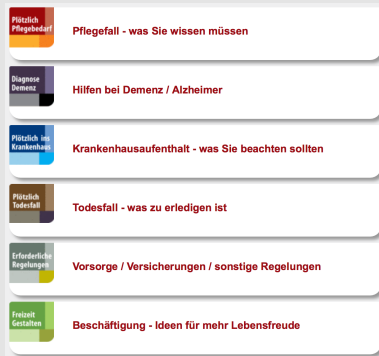 Plötzlich
Pflegebedarf
Pflegefall - was Sie wissen müssen
Diagnose
Demenz
Hilfen bei Demenz / Alzheimer
Plötzlich ins
Krankenhaus
Krankenhausaufenthalt - was Sie beachten sollten
Plötzlich
Todesfall
Todesfall - was zu erledigen ist
Erforderliche
Regelungen
Vorsorge / Versicherungen / sonstige Regelungen
Freizeit
Gestalten
Beschäftigung - Ideen für mehr Lebensfreude